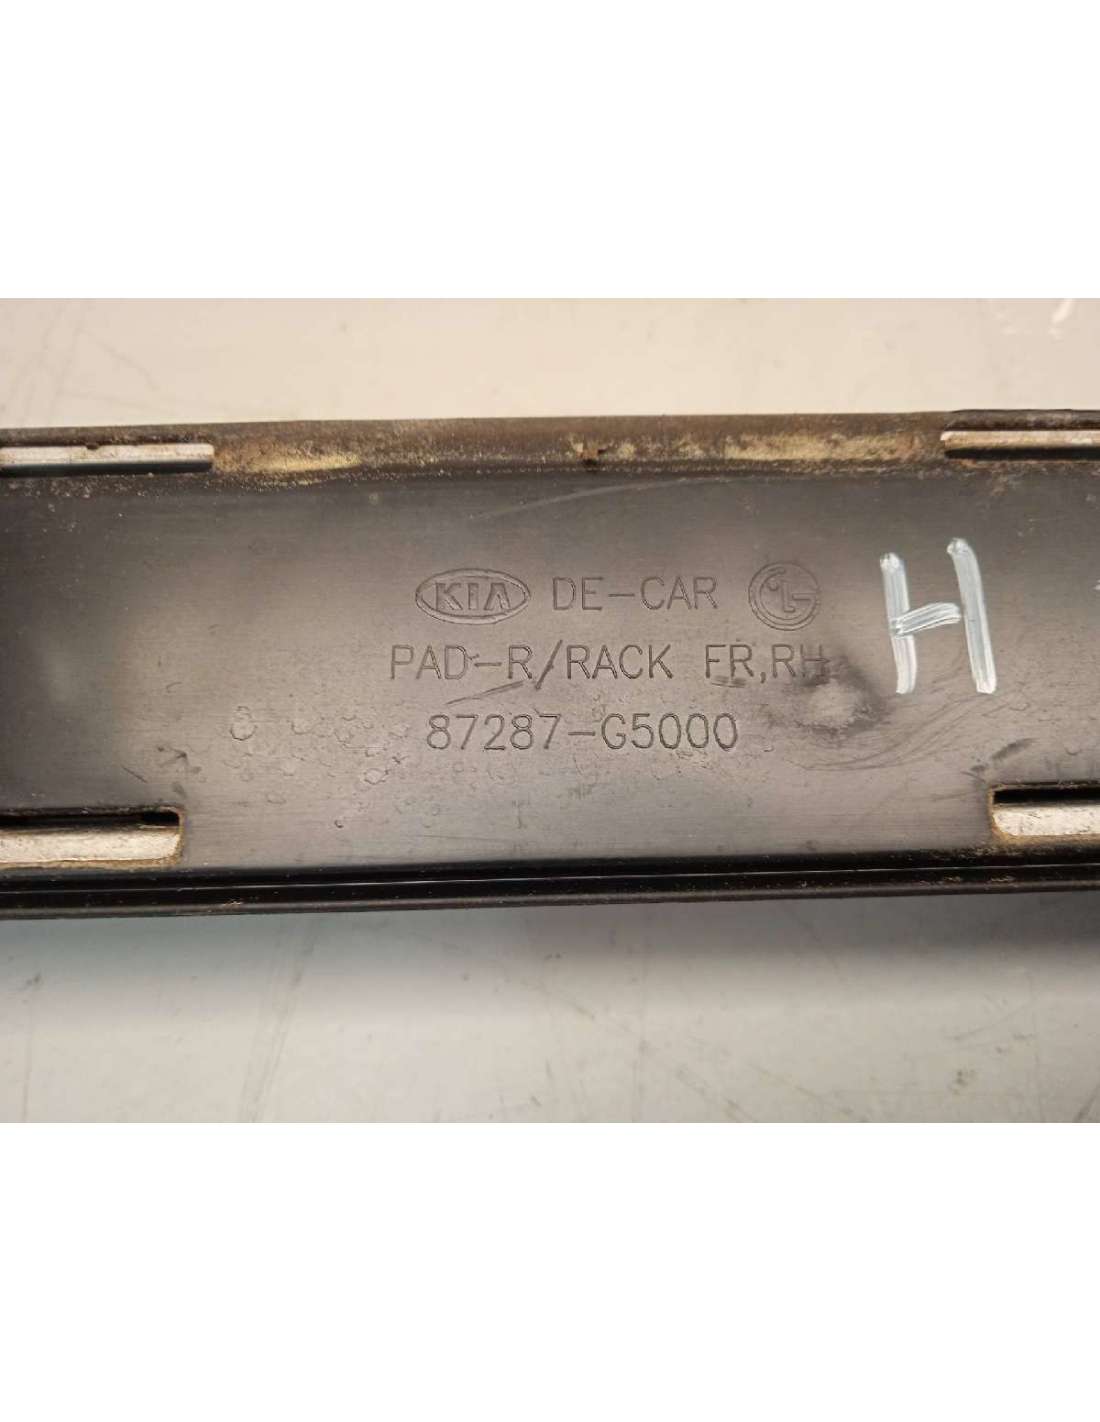 KIA DE-CAR
PAD-R/RACK FR,RH
87287-G5000
H